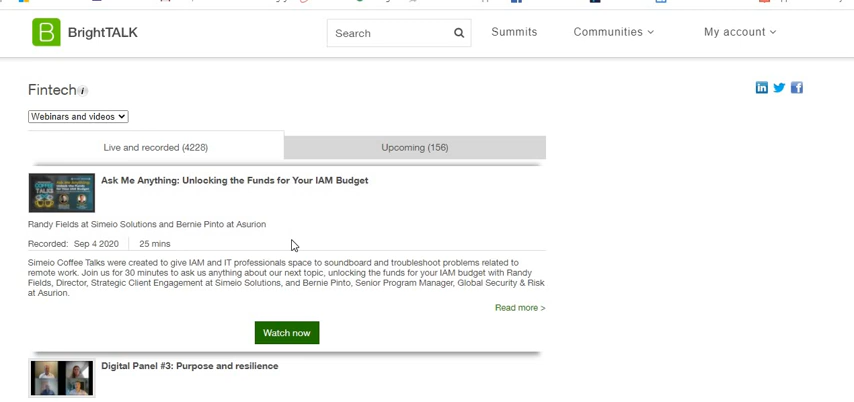 BrightTALK
Search
Summits
Communities
My account
Fintech
Webinars and videos
Live and recorded (4228)
Upcoming (156)
Ask Me Anything: Unlocking the Funds for Your IAM Budget
Randy Fields at Simeio Solutions and Bernie Pinto at Asurion
Recorded: Sep 4 2020 25 mins
Simeio Coffee Talks were created to give IAM and IT professionals space to soundboard and troubleshoot problems related to
remote work. Join us for 30 minutes to ask us anything about our next topic, unlocking the funds for your IAM budget with Randy
Fields, Director, Strategic Client Engagement at Simeio Solutions, and Bernie Pinto, Senior Program Manager, Global Security & Risk
at Asurion.
Read more >
Watch now
Digital Panel #3: Purpose and resilience